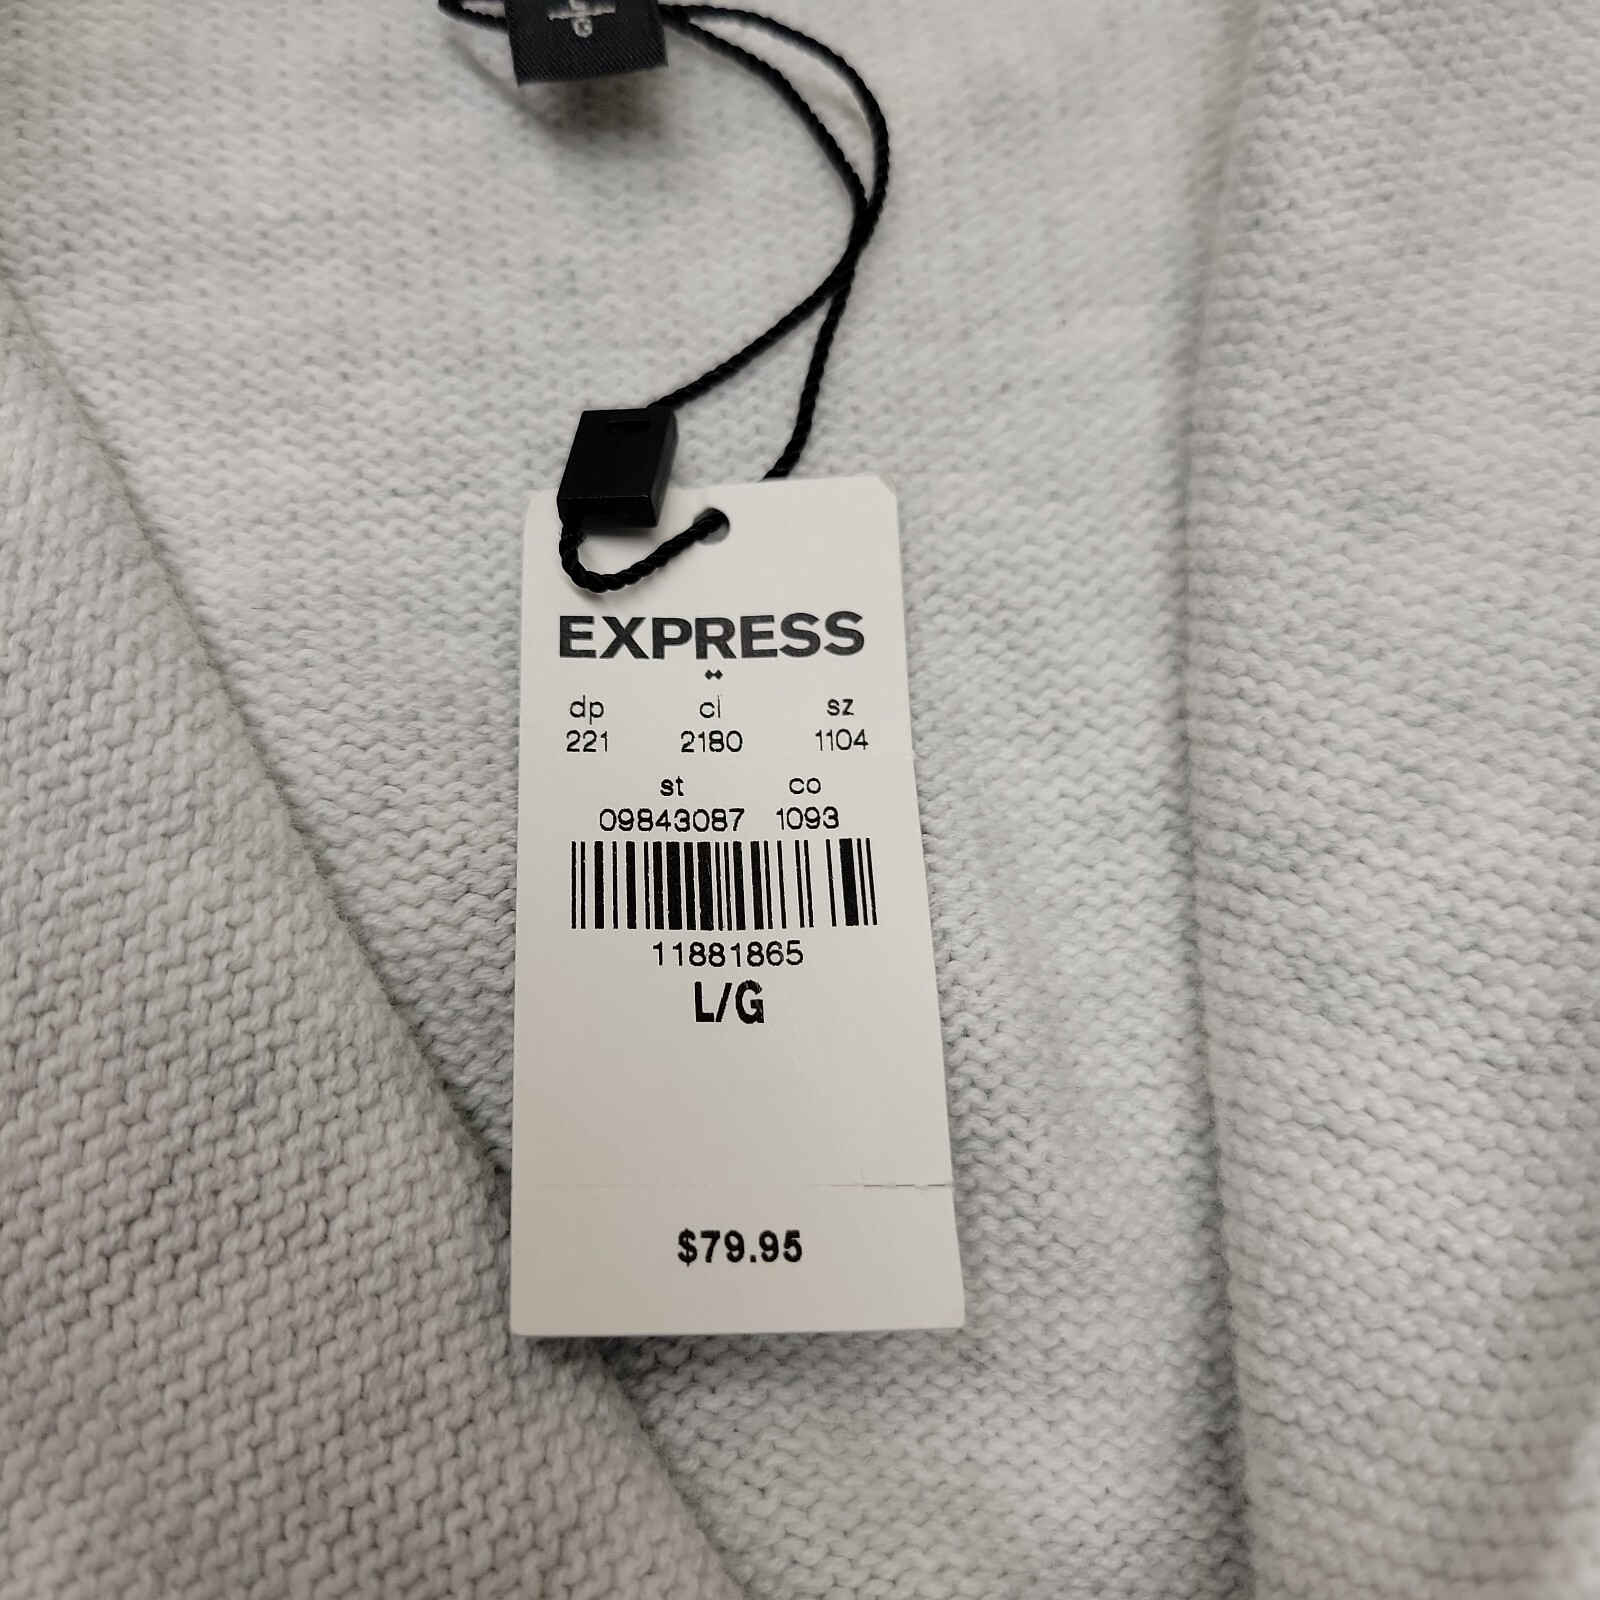 L
G
EXPRESS
dp cl sz
221 2180 1104
st co
09843087 1093
11881865
L/G
$79.95